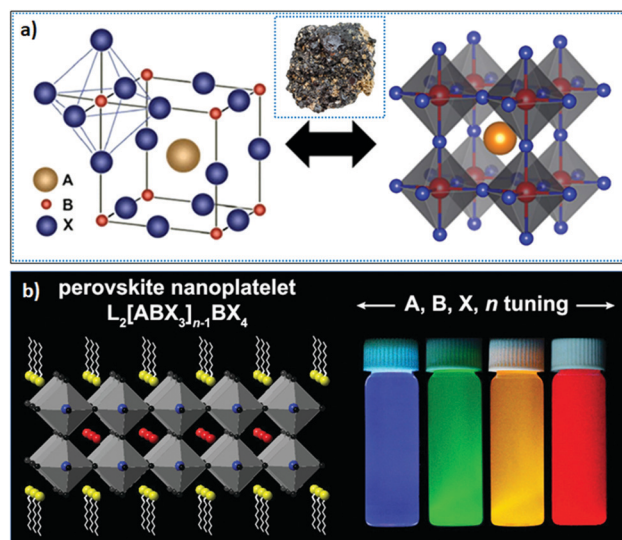 a)
A
B
X
b)
perovskite nanoplatelet
L₂[ABX₃]ₙ₋₁BX₄
A, B, X, n tuning